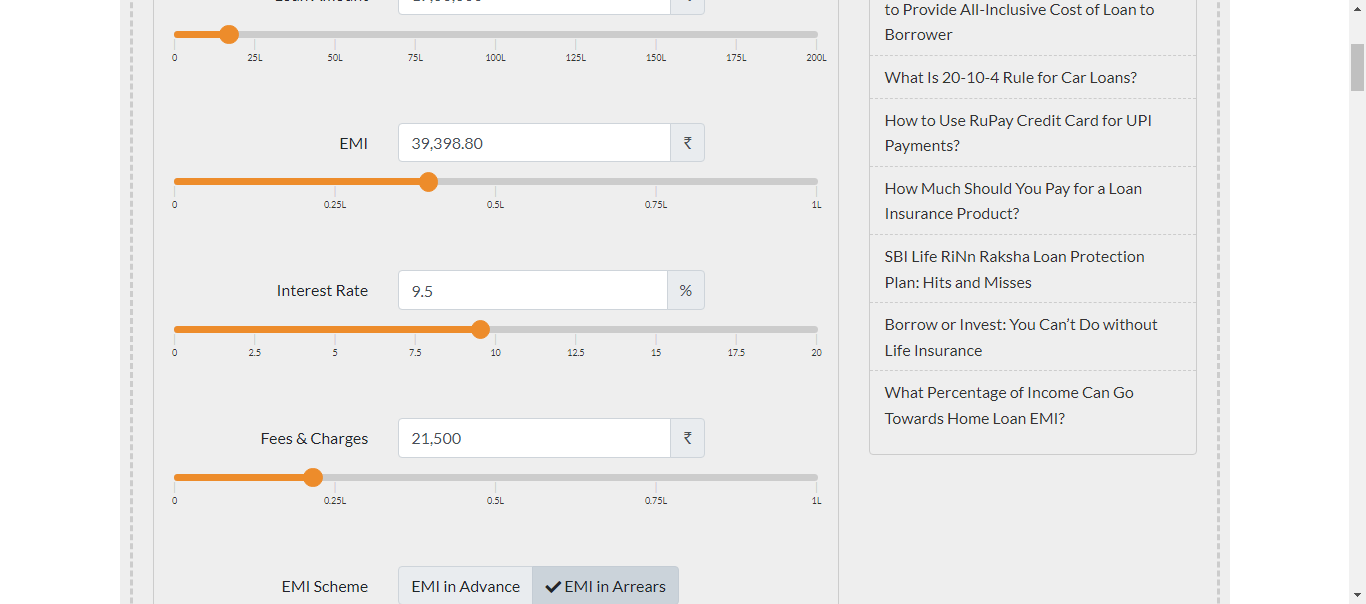 ₹
0 25L 50L 75L 100L 125L 150L 175L 200L
EMI 39,398.80 ₹
0 0.25L 0.5L 0.75L 1L
Interest Rate 9.5 %
0 2.5 5 7.5 10 12.5 15 17.5 20
Fees & Charges 21,500 ₹
0 0.25L 0.5L 0.75L 1L
EMI Scheme EMI in Advance EMI in Arrears
to Provide All-Inclusive Cost of Loan to
Borrower
What Is 20-10-4 Rule for Car Loans?
How to Use RuPay Credit Card for UPI
Payments?
How Much Should You Pay for a Loan
Insurance Product?
SBI Life RiNn Raksha Loan Protection
Plan: Hits and Misses
Borrow or Invest: You Can’t Do without
Life Insurance
What Percentage of Income Can Go
Towards Home Loan EMI?